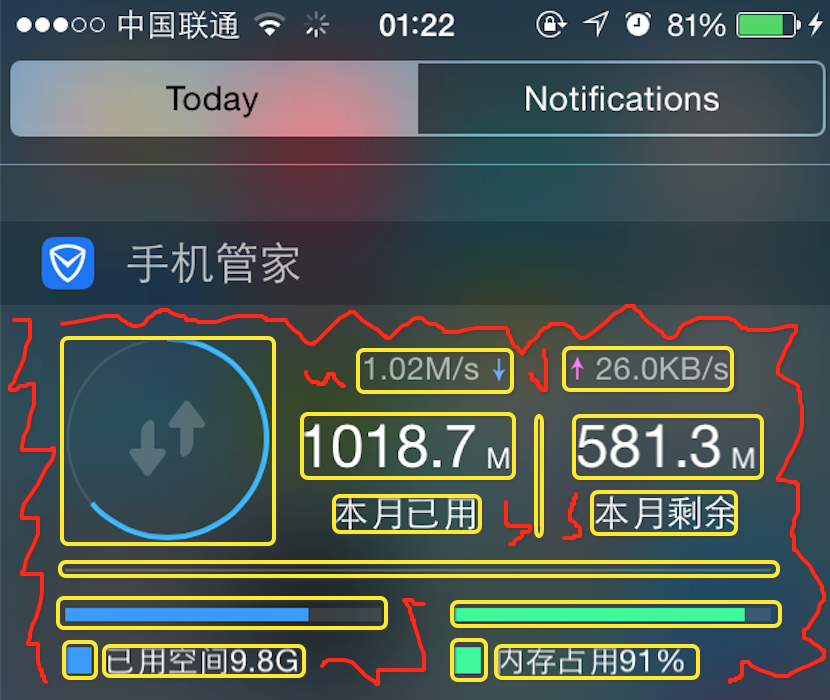 中国联通 01:22 81%
Today Notifications
手机管家
1.02M/s ↓ ↑ 26.0KB/s
1018.7 M 581.3 M
本月已用 本月剩余
已用空间9.8G 内存占用91%